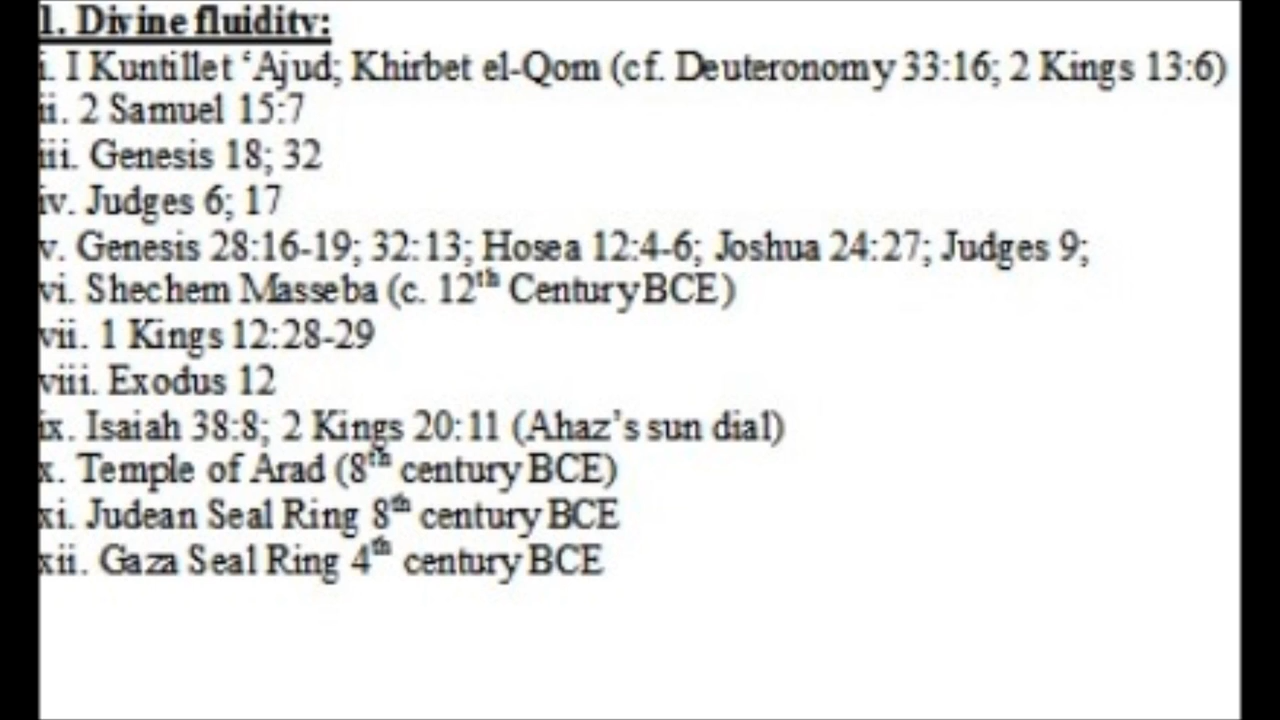 1. Divine fluidity:
i. I Kuntillet ‘Ajud; Khirbet el-Qom (cf. Deuteronomy 33:16; 2 Kings 13:6)
ii. 2 Samuel 15:7
iii. Genesis 18; 32
iv. Judges 6; 17
v. Genesis 28:16-19; 32:13; Hosea 12:4-6; Joshua 24:27; Judges 9;
vi. Shechem Masseba (c. 12th Century BCE)
vii. 1 Kings 12:28-29
viii. Exodus 12
ix. Isaiah 38:8; 2 Kings 20:11 (Ahaz’s sun dial)
x. Temple of Arad (8th century BCE)
xi. Judean Seal Ring 8th century BCE
xii. Gaza Seal Ring 4th century BCE